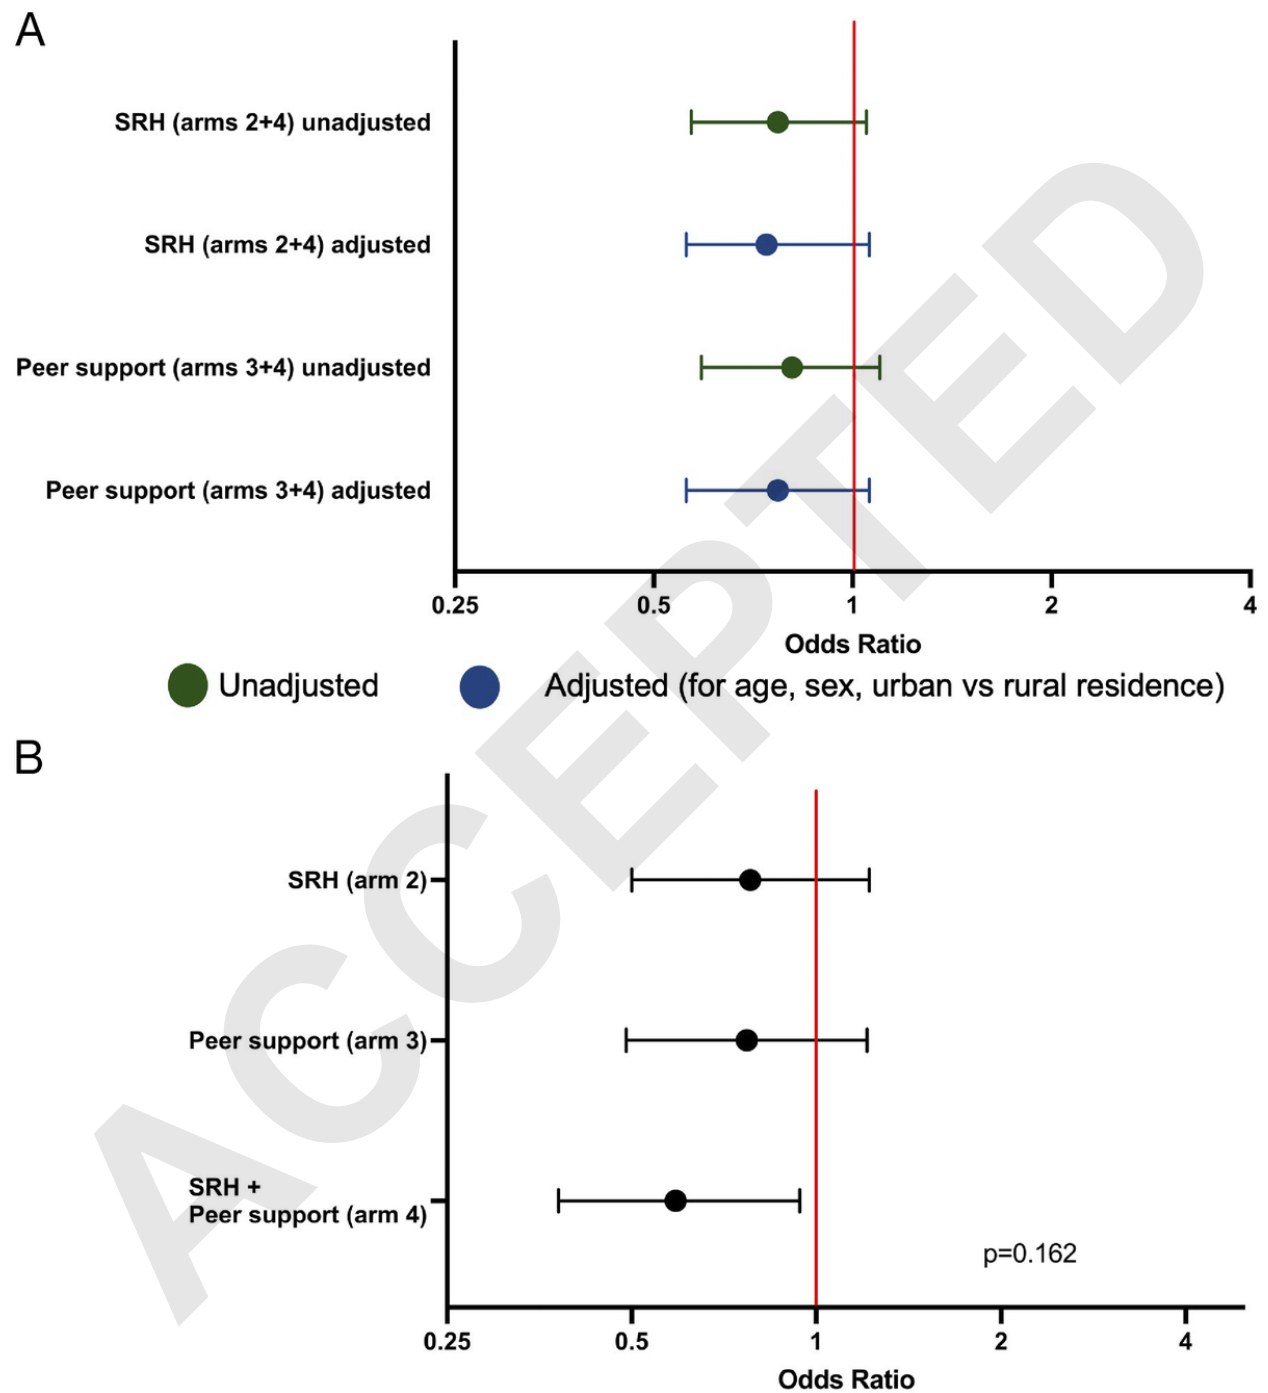 A
SRH (arms 2+4) unadjusted
SRH (arms 2+4) adjusted
Peer support (arms 3+4) unadjusted
Peer support (arms 3+4) adjusted
0.25 0.5 1 2 4
Odds Ratio
Unadjusted Adjusted (for age, sex, urban vs rural residence)
B
SRH (arm 2)
Peer support (arm 3)
SRH +
Peer support (arm 4)
p=0.162
0.25 0.5 1 2 4
Odds Ratio
ACCEPTED